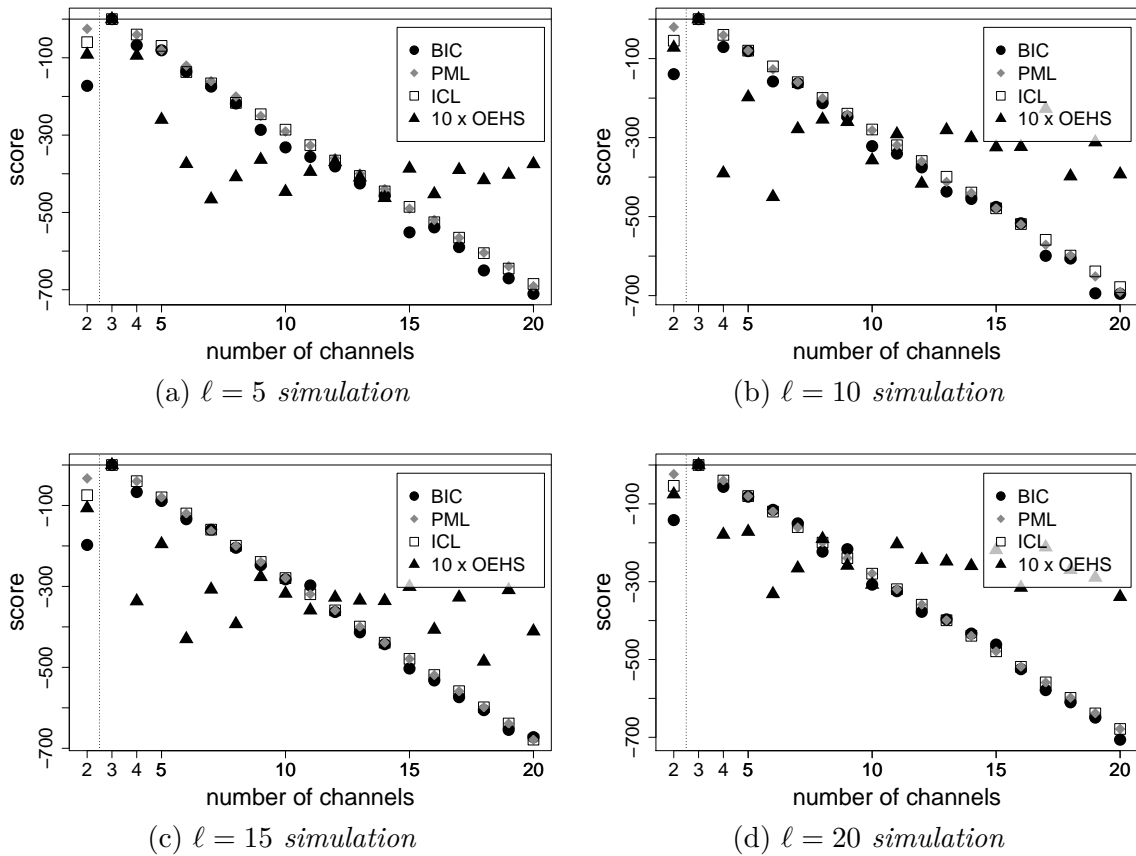 score
-100
-300
-500
-700
BIC
PML
ICL
10 x OEHS
2 3 4 5 10 15 20
number of channels
(a) ℓ = 5 simulation
score
-100
-300
-500
-700
BIC
PML
ICL
10 x OEHS
2 3 4 5 10 15 20
number of channels
(b) ℓ = 10 simulation
score
-100
-300
-500
-700
BIC
PML
ICL
10 x OEHS
2 3 4 5 10 15 20
number of channels
(c) ℓ = 15 simulation
score
-100
-300
-500
-700
BIC
PML
ICL
10 x OEHS
2 3 4 5 10 15 20
number of channels
(d) ℓ = 20 simulation